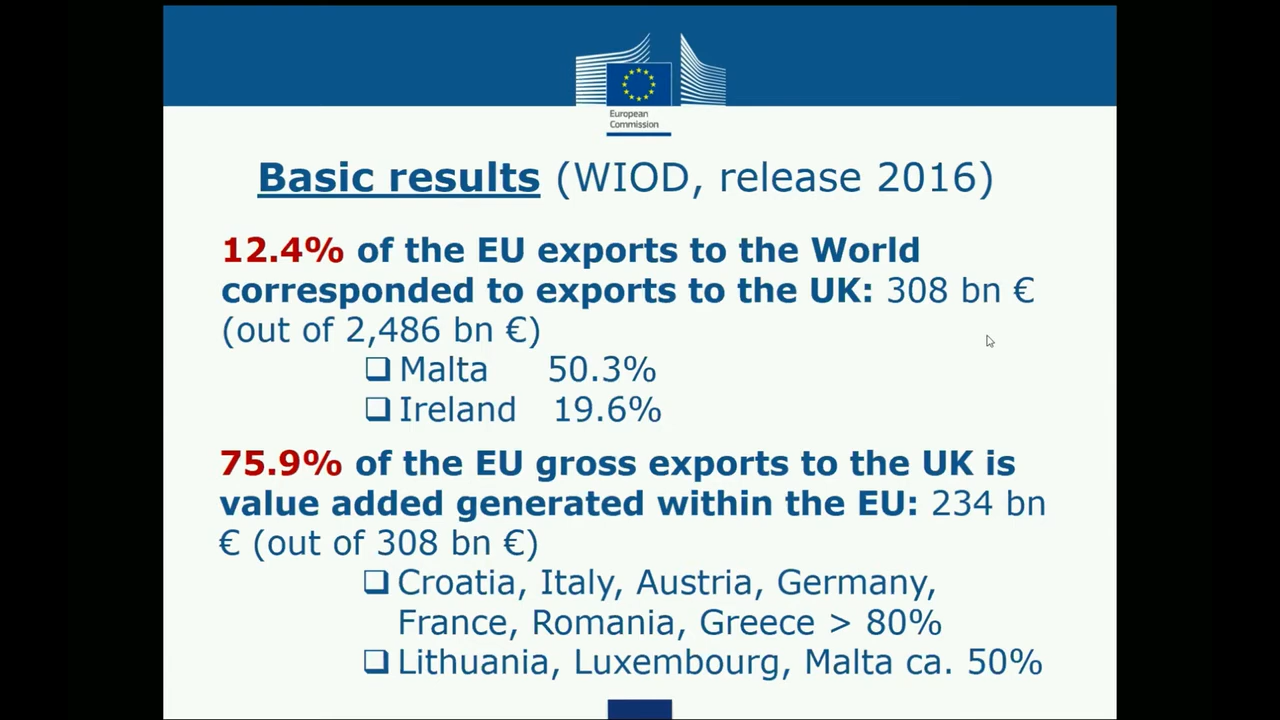 European
Commission
Basic results (WIOD, release 2016)
12.4% of the EU exports to the World
corresponded to exports to the UK: 308 bn €
(out of 2,486 bn €)
❑ Malta 50.3%
❑ Ireland 19.6%
75.9% of the EU gross exports to the UK is
value added generated within the EU: 234 bn
€ (out of 308 bn €)
❑ Croatia, Italy, Austria, Germany,
France, Romania, Greece > 80%
❑ Lithuania, Luxembourg, Malta ca. 50%